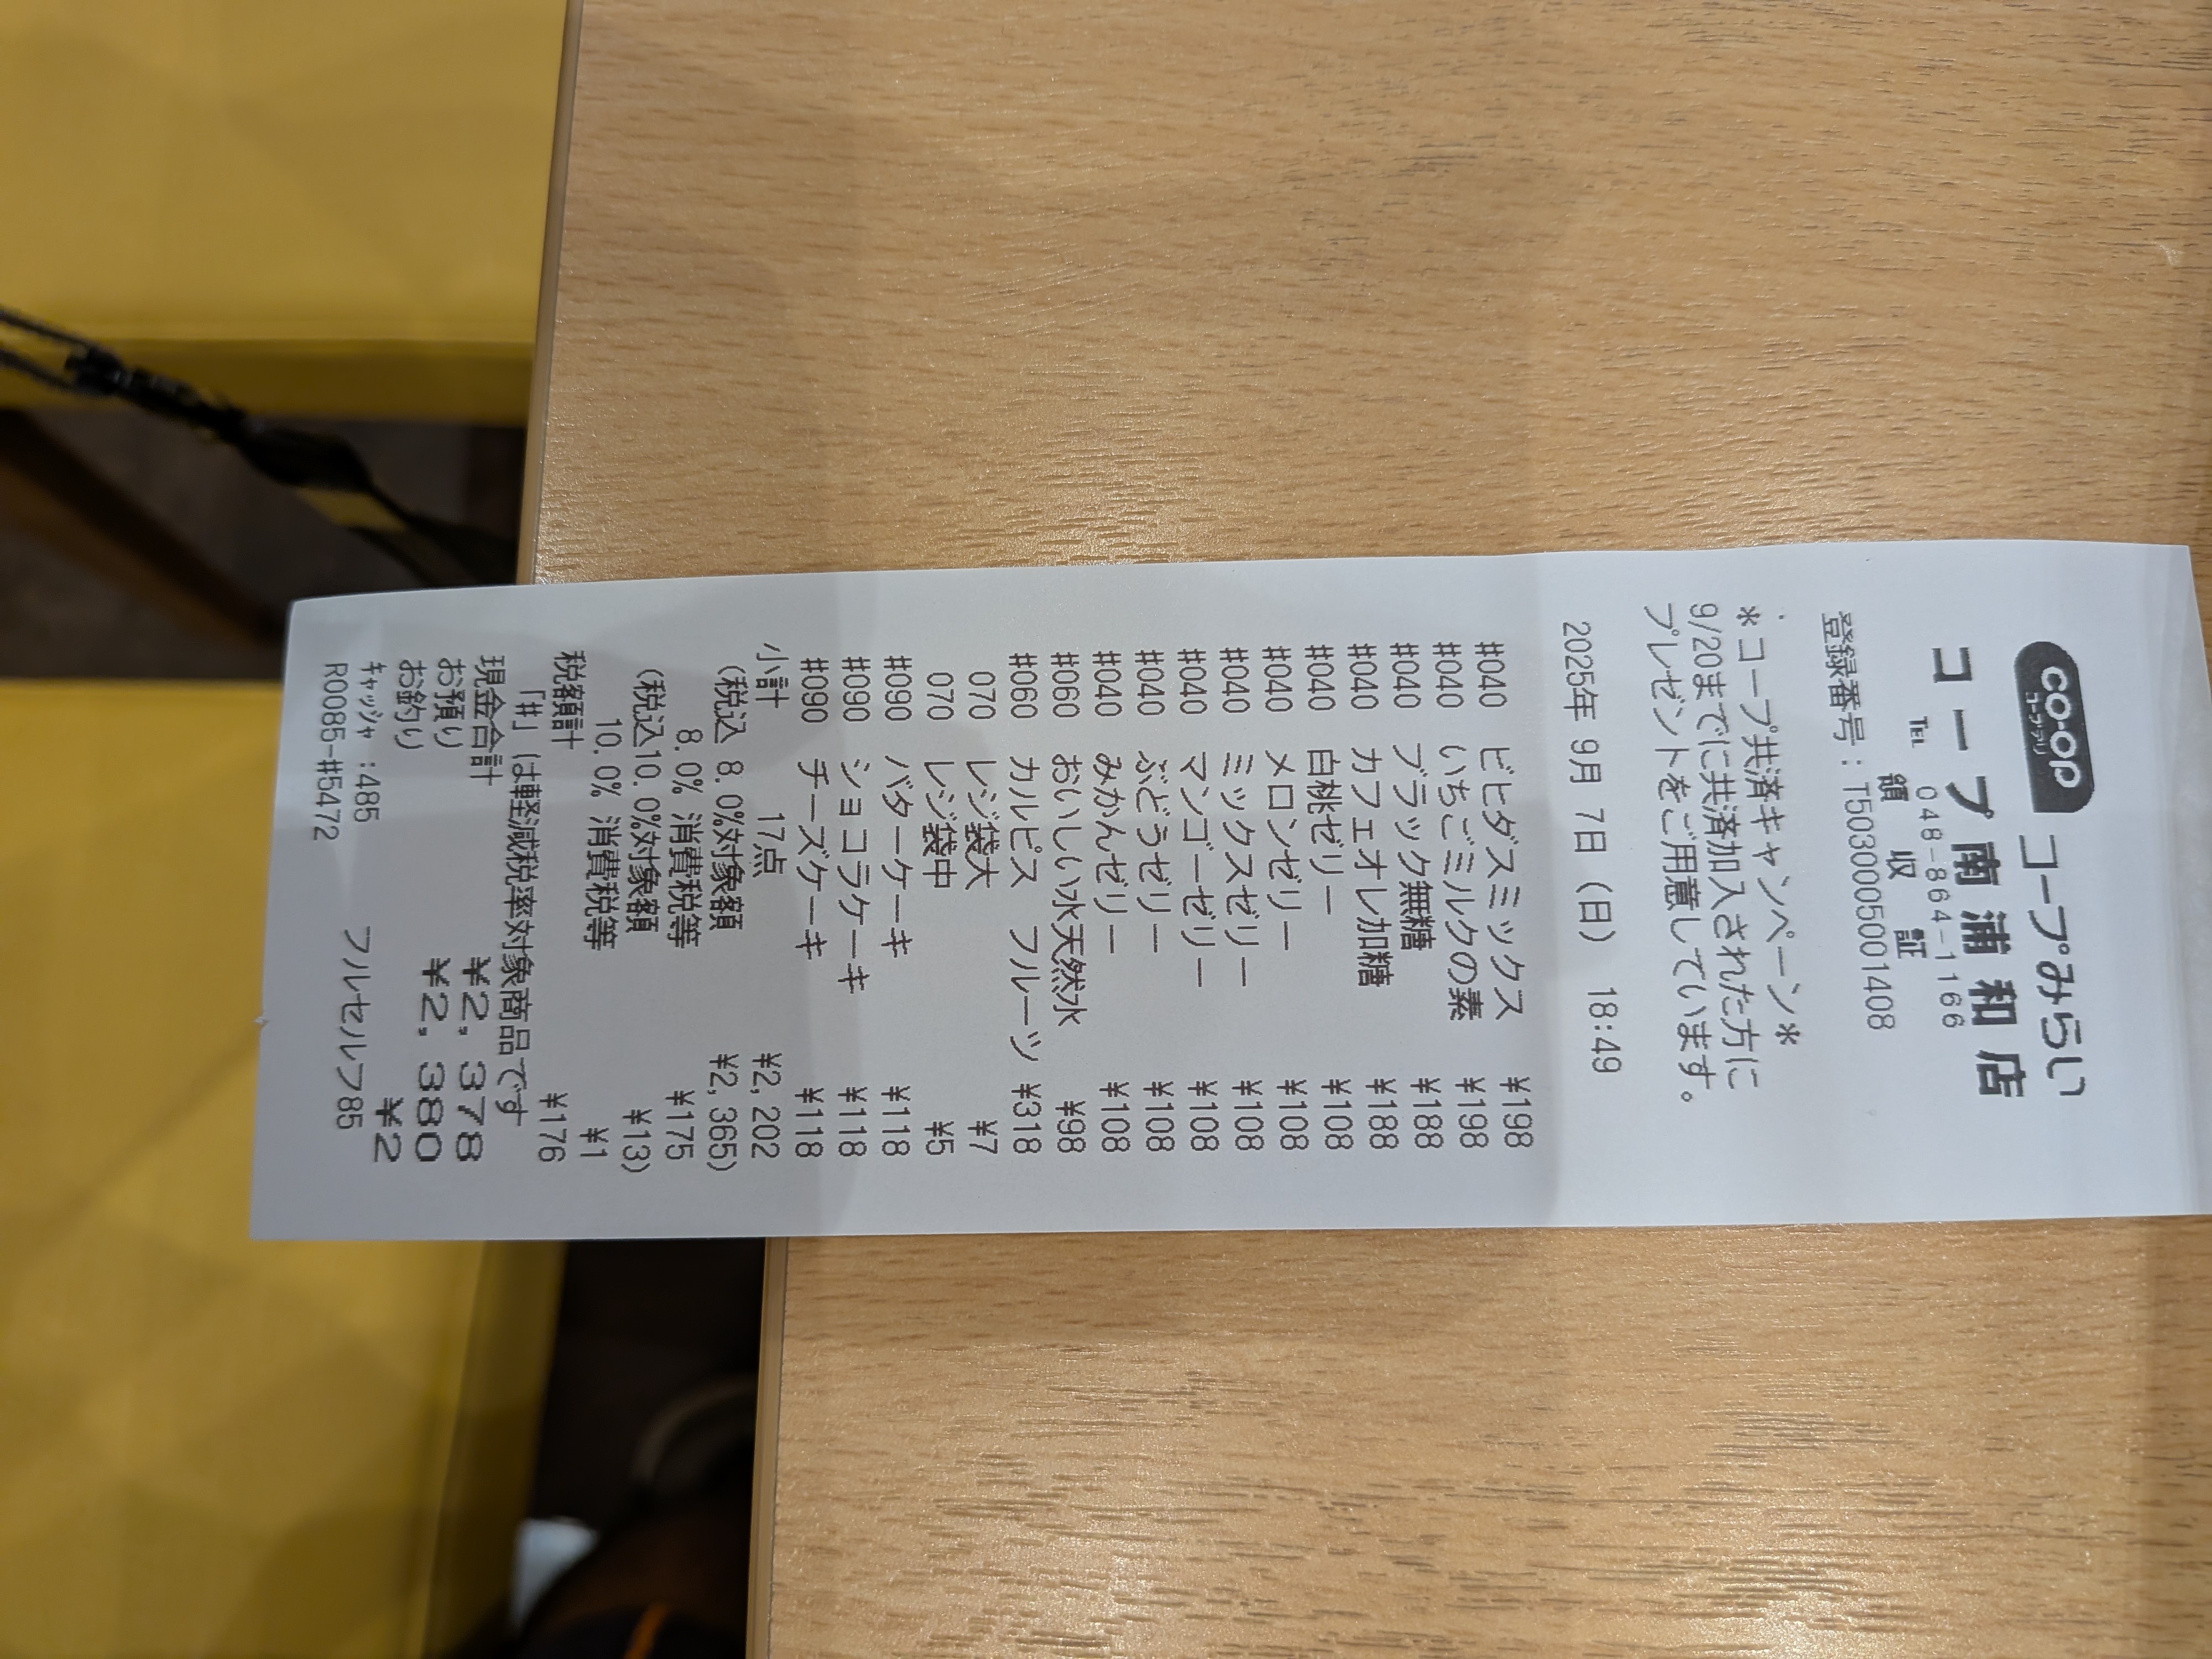 CO·OP コープみらい
コープデリ
コープ南浦和店
TEL 048-864-1166
領 収 証
登録番号:T5030005001408
*コープ共済キャンペーン*
9/20までに共済加入された方に
プレゼントをご用意しています。
2025年 9月 7日(日) 18:49
#040 ビヒダスミックス ¥198
#040 いちごミルクの素 ¥198
#040 ブラック無糖 ¥188
#040 カフェオレ加糖 ¥188
#040 白桃ゼリー ¥108
#040 メロンゼリー ¥108
#040 ミックスゼリー ¥108
#040 マンゴーゼリー ¥108
#040 ぶどうゼリー ¥108
#040 みかんゼリー ¥108
#060 おいしい水天然水 ¥98
#060 カルピス フルーツ ¥318
070 レジ袋大 ¥7
070 レジ袋中 ¥5
#090 バターケーキ ¥118
#090 ショコラケーキ ¥118
#090 チーズケーキ ¥118
小計 17点 ¥2,202
(税込 8.0%対象額 ¥2,365)
8.0% 消費税等 ¥175
(税込10.0%対象額 ¥13)
10.0% 消費税等 ¥1
税額計 ¥176
「#」は軽減税率対象商品です
現金合計 ¥2,378
お預り ¥2,380
お釣り ¥2
ｷｬｯｼｬ :485 フルセルフ85
R0085-#5472